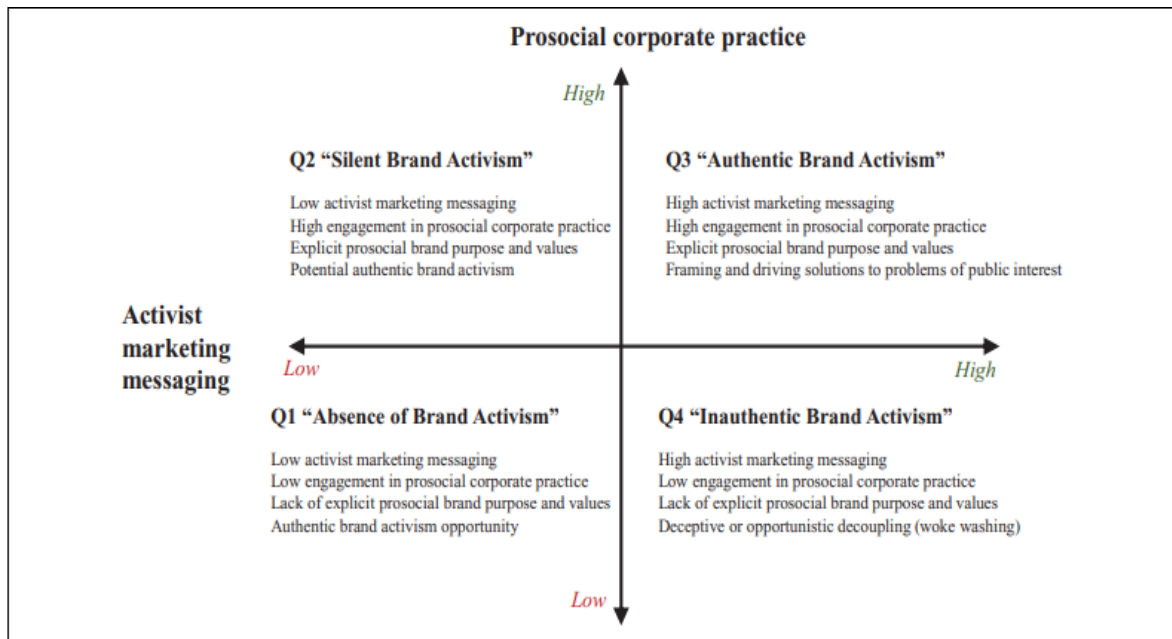 Prosocial corporate practice
High
Q2 “Silent Brand Activism”
Low activist marketing messaging
High engagement in prosocial corporate practice
Explicit prosocial brand purpose and values
Potential authentic brand activism
Q3 “Authentic Brand Activism”
High activist marketing messaging
High engagement in prosocial corporate practice
Explicit prosocial brand purpose and values
Framing and driving solutions to problems of public interest
Activist
marketing
messaging
Low
High
Q1 “Absence of Brand Activism”
Low activist marketing messaging
Low engagement in prosocial corporate practice
Lack of explicit prosocial brand purpose and values
Authentic brand activism opportunity
Q4 “Inauthentic Brand Activism”
High activist marketing messaging
Low engagement in prosocial corporate practice
Lack of explicit prosocial brand purpose and values
Deceptive or opportunistic decoupling (woke washing)
Low